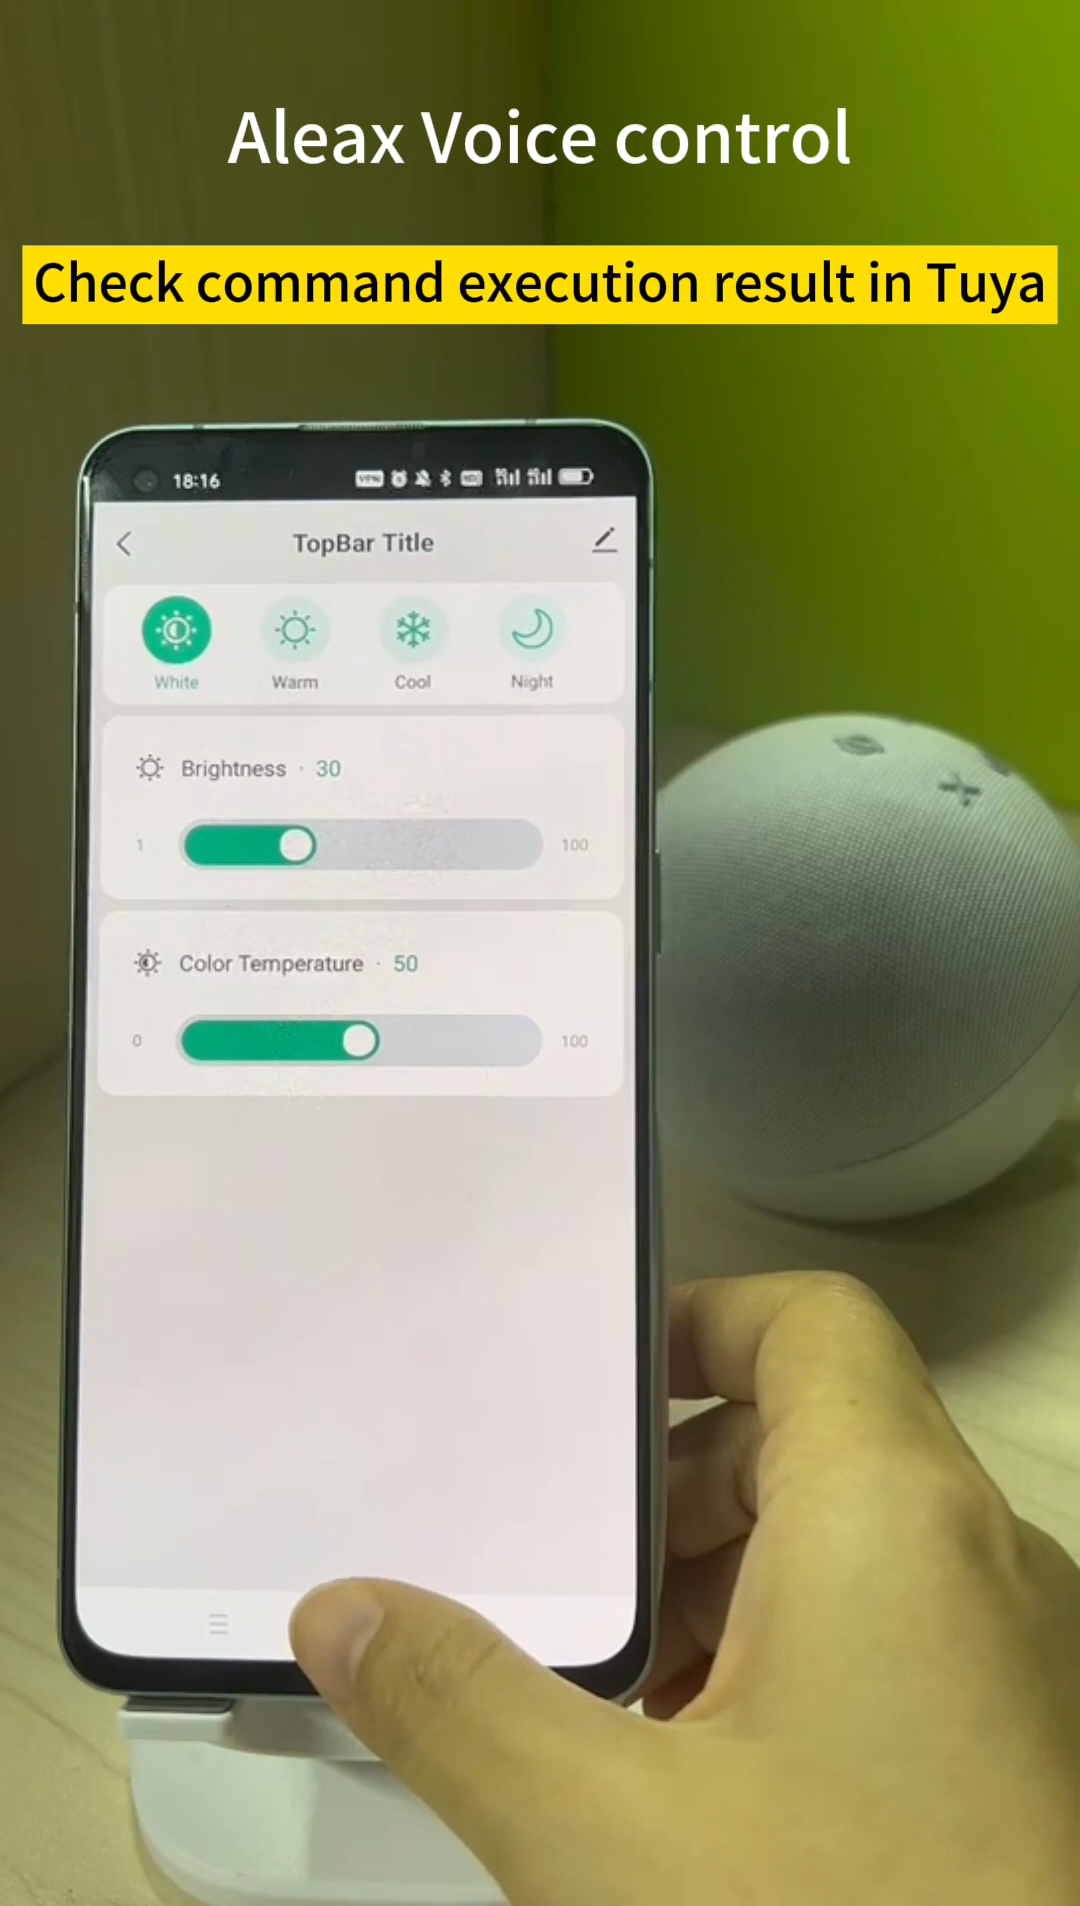 Aleax Voice control
Check command execution result in Tuya
18:16
TopBar Title
White Warm Cool Night
Brightness · 30
1 100
Color Temperature · 50
0 100